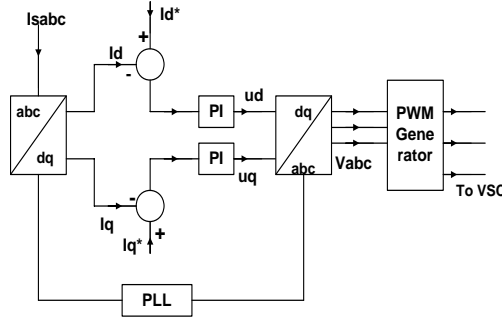 Id*
Isabc
+
Id
-
abc
dq
PI
ud
dq
abc
PWM
Gene
rator
PI
uq
Vabc
-
Iq
+
Iq*
To VSC
PLL